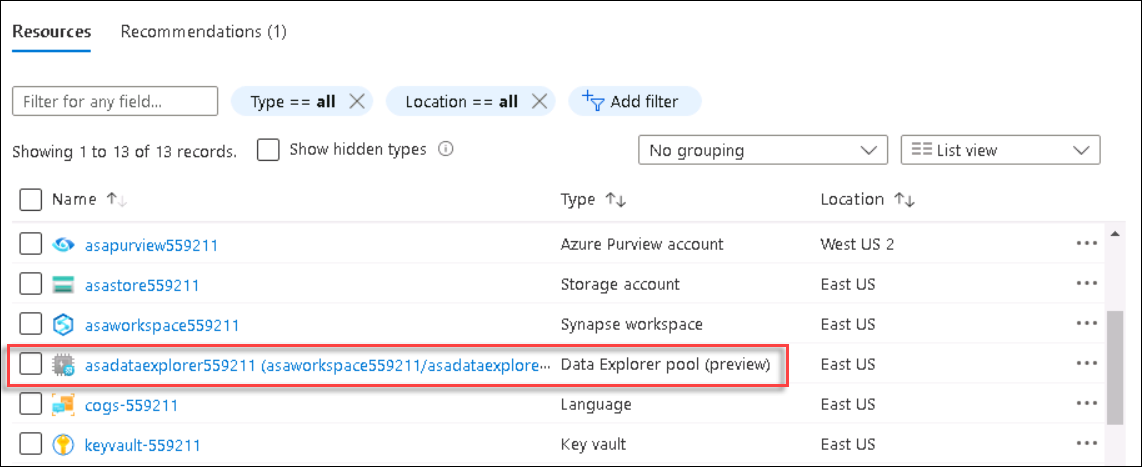 Resources Recommendations (1)
Filter for any field... Type == all Location == all Add filter
Showing 1 to 13 of 13 records. Show hidden types No grouping List view
Name Type Location
asapurview559211 Azure Purview account West US 2
asastore559211 Storage account East US
asaworkspace559211 Synapse workspace East US
asadataexplorer559211 (asaworkspace559211/asadataexplore... Data Explorer pool (preview) East US
cogs-559211 Language East US
keyvault-559211 Key vault East US